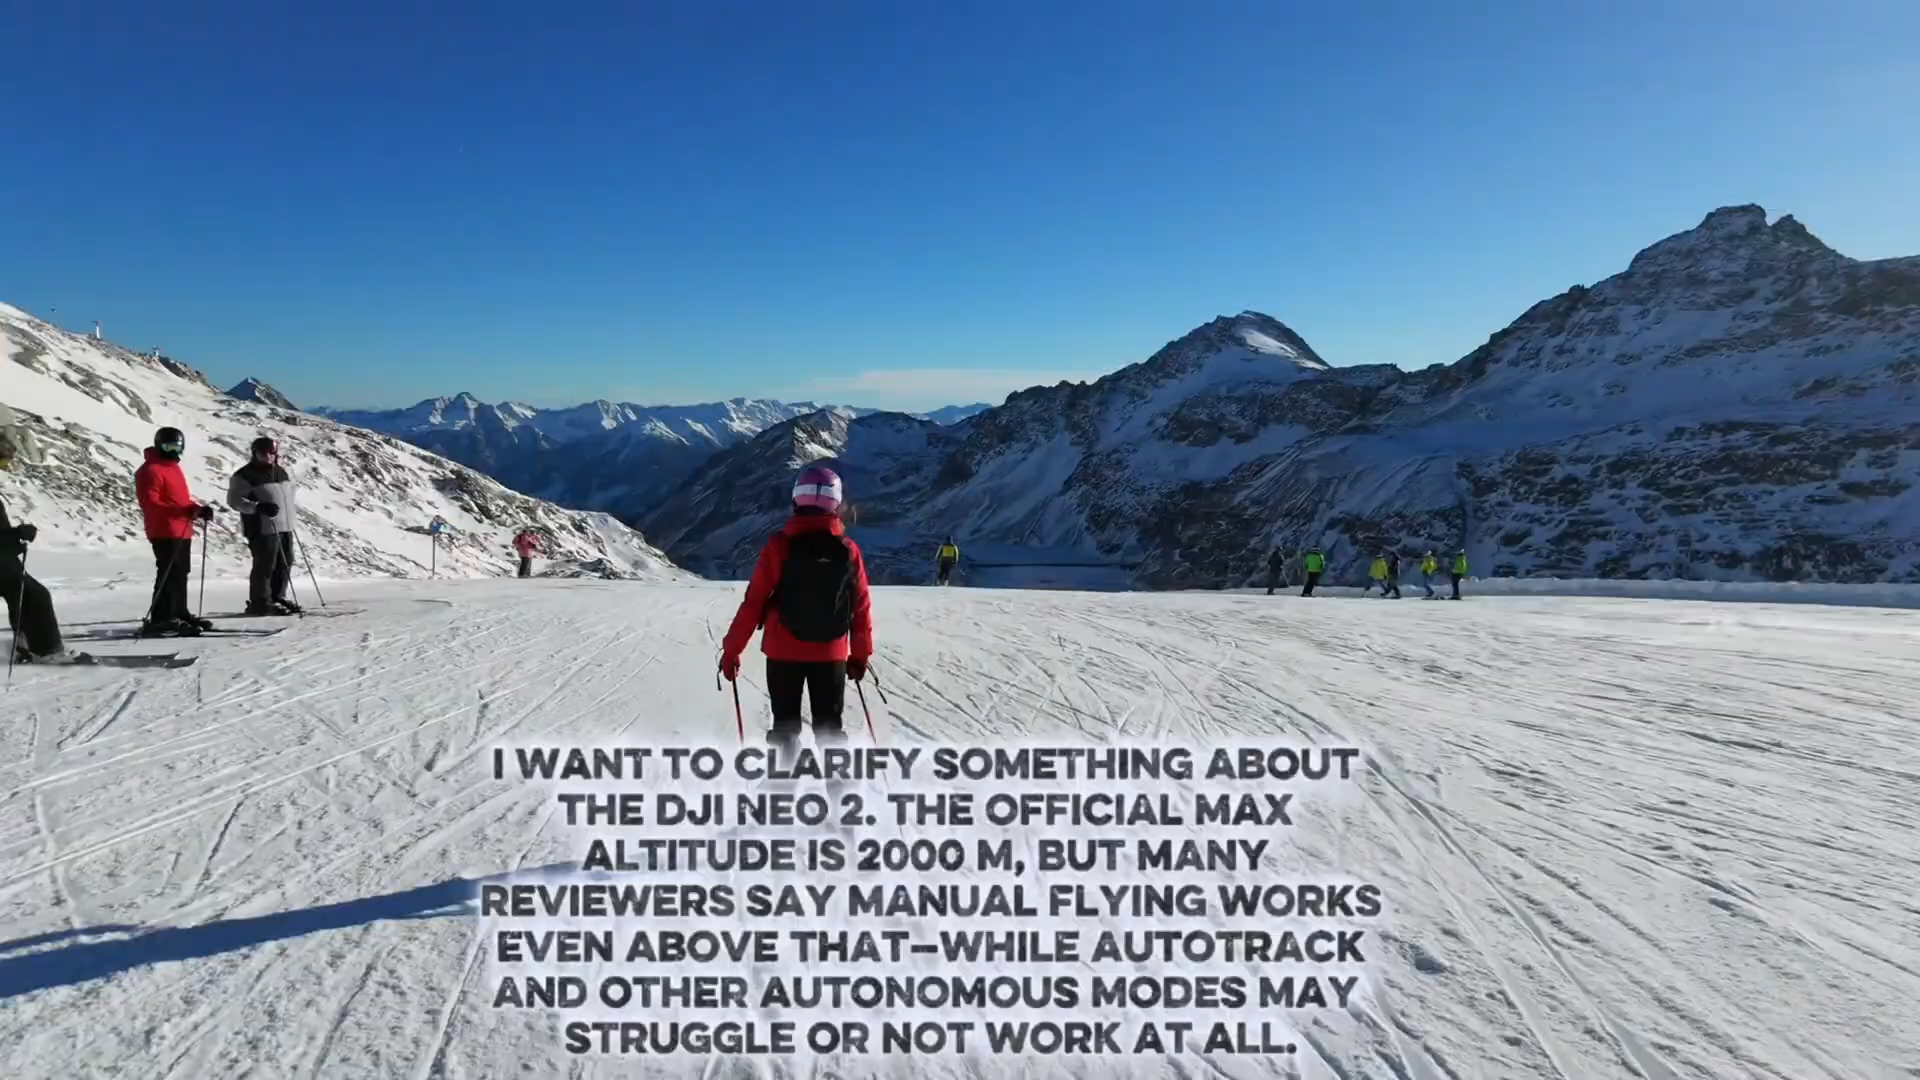 I WANT TO CLARIFY SOMETHING ABOUT
THE DJI NEO 2. THE OFFICIAL MAX
ALTITUDE IS 2000 M, BUT MANY
REVIEWERS SAY MANUAL FLYING WORKS
EVEN ABOVE THAT—WHILE AUTOTRACK
AND OTHER AUTONOMOUS MODES MAY
STRUGGLE OR NOT WORK AT ALL.